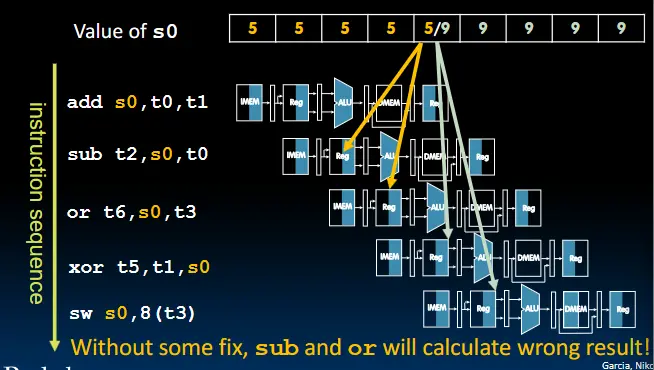 Value of s0 5 5 5 5 5/9 9 9 9 9
instruction sequence
add s0,t0,t1 IMEM Reg ALU DMEM Reg
sub t2,s0,t0 IMEM Reg ALU DMEM Reg
or t6,s0,t3 IMEM Reg ALU DMEM Reg
xor t5,t1,s0 IMEM Reg ALU DMEM Reg
sw s0,8(t3) IMEM Reg ALU DMEM Reg
Without some fix, sub and or will calculate wrong result!
Garcia,